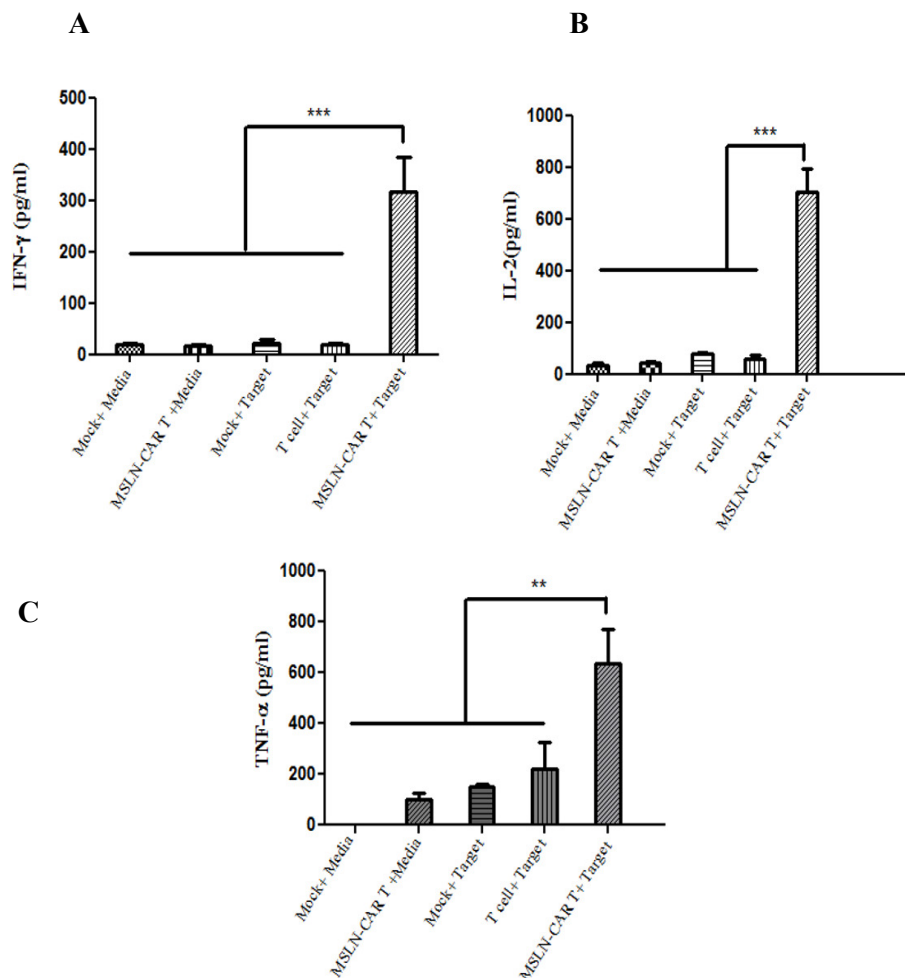 A
B
500
400
300
200
100
0
IFN-γ (pg/ml)
***
Mock+ Media
MSLN-CAR T +Media
Mock+Target
T cell+Target
MSLN-CAR T+ Target
1000
800
600
400
200
0
IL-2(pg/ml)
***
Mock+ Media
MSLN-CAR T +Media
Mock+ Target
T cell+ Target
MSLN-CAR T+ Target
C
1000
800
600
400
200
0
TNF-α (pg/ml)
**
Mock+ Media
MSLN-CAR T +Media
Mock+ Target
T cell+ Target
MSLN-CAR T+ Target